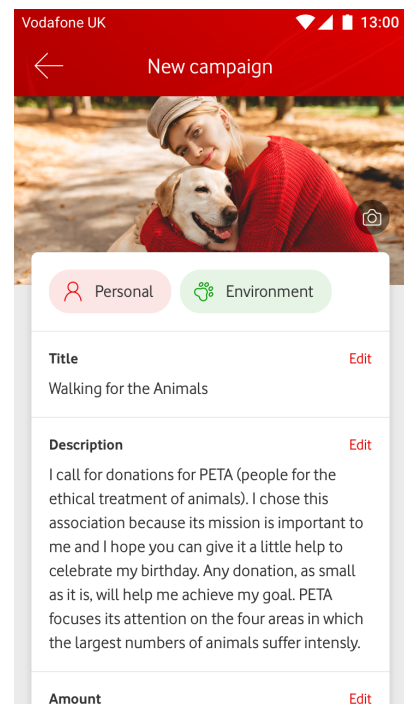 Vodafone UK 13:00
New campaign
Personal Environment
Title Edit
Walking for the Animals
Description Edit
I call for donations for PETA (people for the
ethical treatment of animals). I chose this
association because its mission is important to
me and I hope you can give it a little help to
celebrate my birthday. Any donation, as small
as it is, will help me achieve my goal. PETA
focuses its attention on the four areas in which
the largest numbers of animals suffer intensly.
Amount Edit